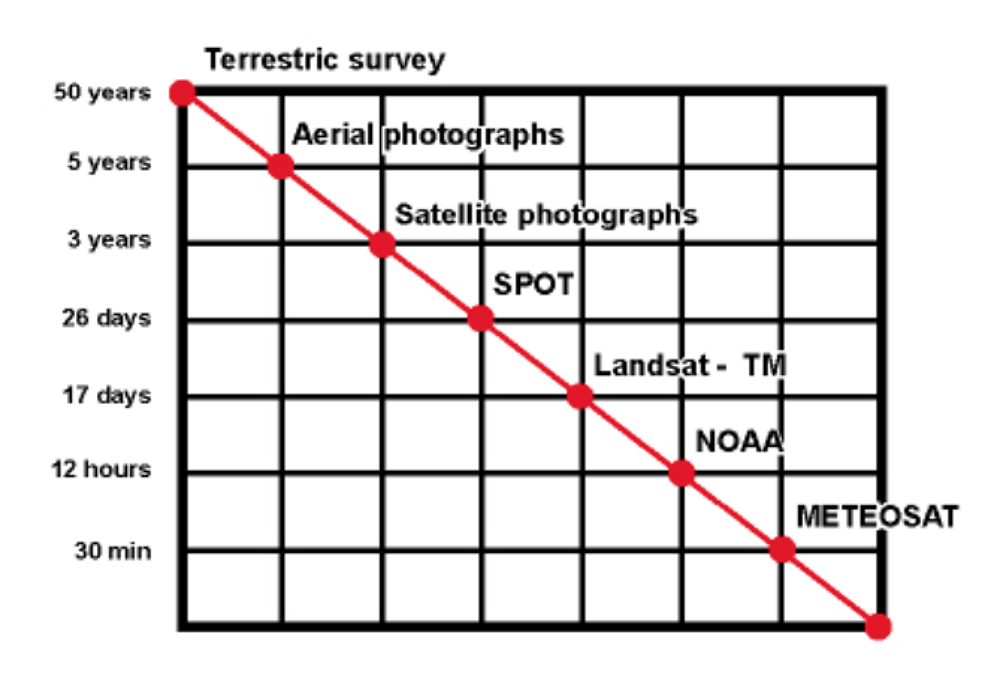 Terrestric survey
50 years
Aerial photographs
5 years
Satellite photographs
3 years
SPOT
26 days
Landsat - TM
17 days
NOAA
12 hours
METEOSAT
30 min